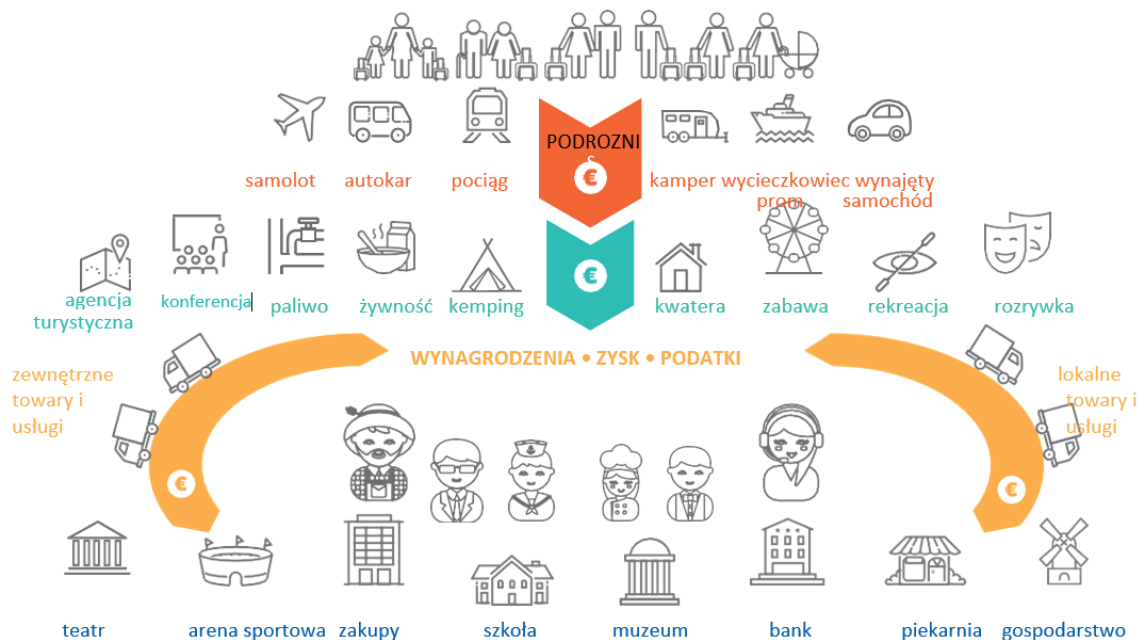 PODROZNI
S
€
samolot
autokar
pociąg
kamper wycieczkowiec wynajęty
prom
samochód
€
agencja
turystyczna
konferencja
paliwo
żywność
kemping
kwatera
zabawa
rekreacja
rozrywka
WYNAGRODZENIA • ZYSK • PODATKI
zewnętrzne
towary i
usługi
lokalne
towary i
usługi
€
€
teatr
arena sportowa
zakupy
szkoła
muzeum
bank
piekarnia
gospodarstwo